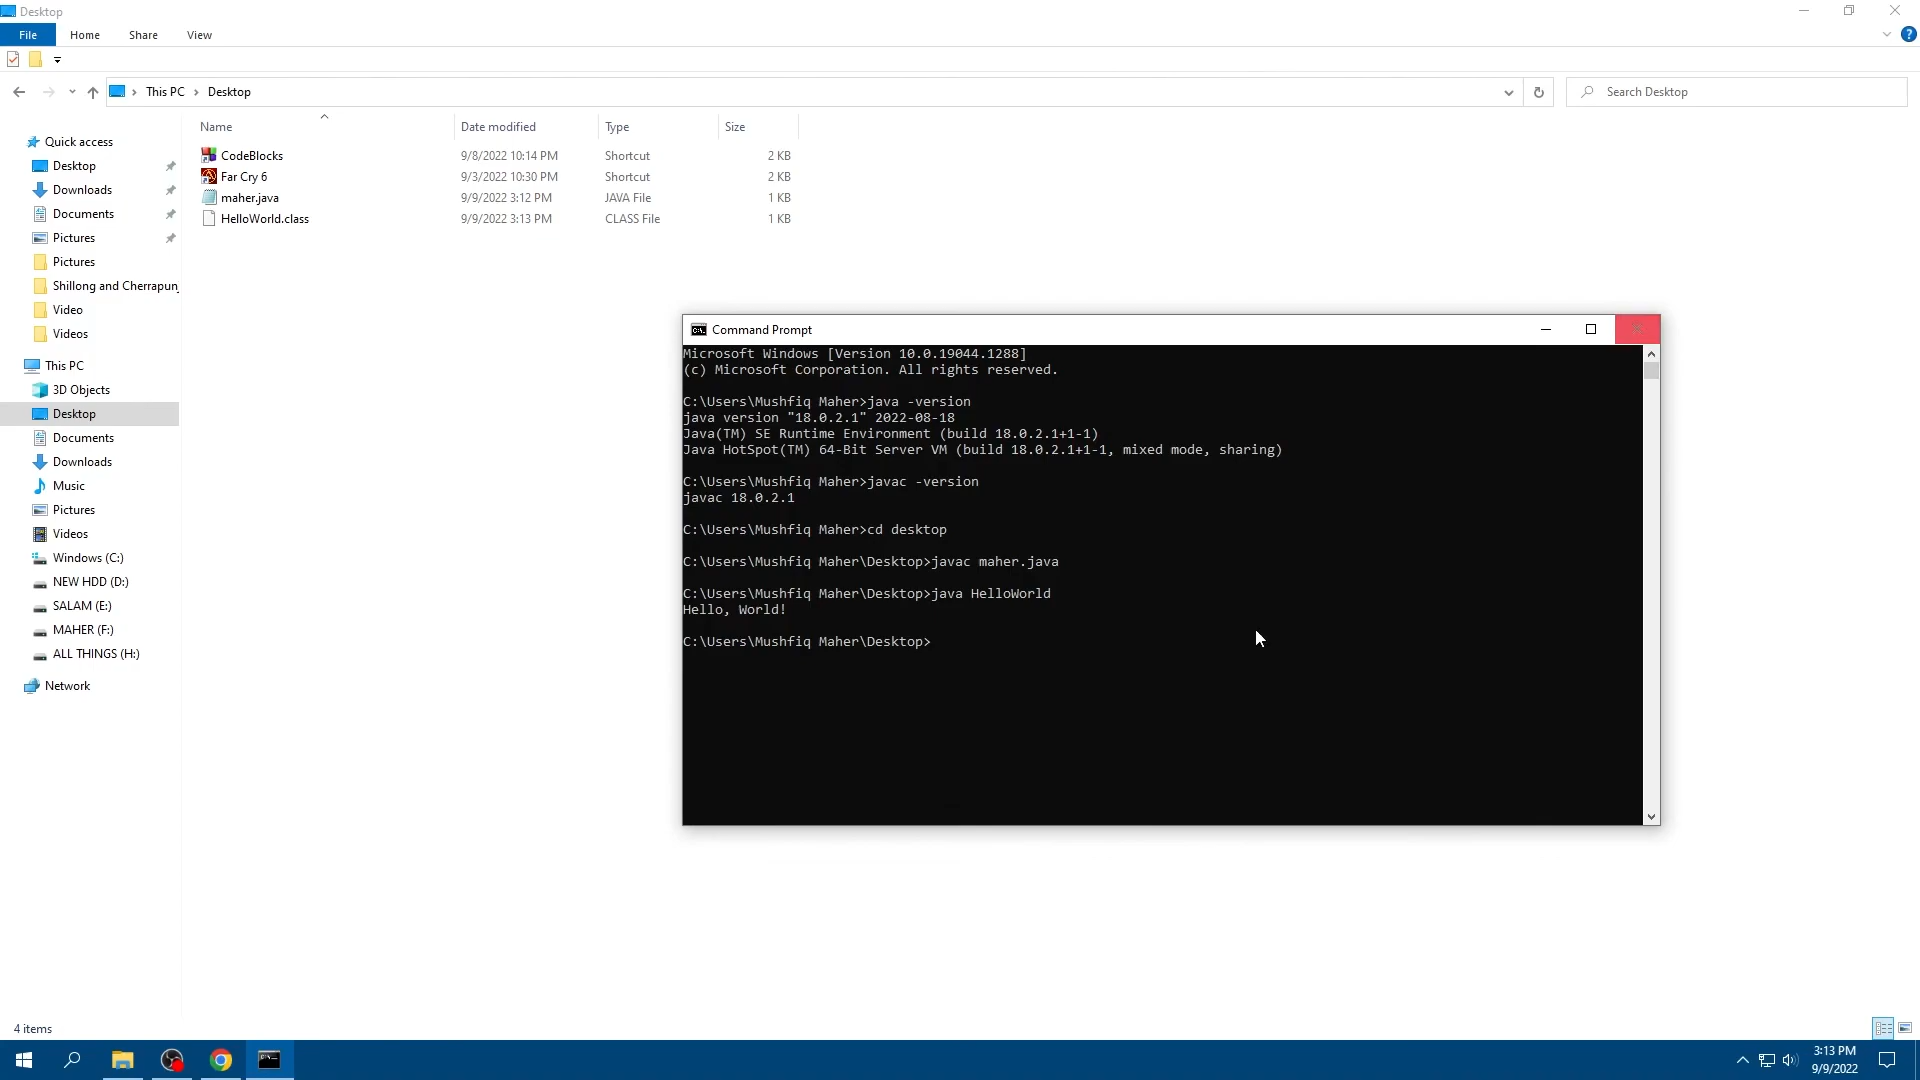 Desktop
File Home Share View
This PC > Desktop
Search Desktop
Name Date modified Type Size
CodeBlocks 9/8/2022 10:14 PM Shortcut 2 KB
Far Cry 6 9/3/2022 10:30 PM Shortcut 2 KB
maher.java 9/9/2022 3:12 PM JAVA File 1 KB
HelloWorld.class 9/9/2022 3:13 PM CLASS File 1 KB
Quick access
Desktop
Downloads
Documents
Pictures
Pictures
Shillong and Cherrapun
Video
Videos
This PC
3D Objects
Desktop
Documents
Downloads
Music
Pictures
Videos
Windows (C:)
NEW HDD (D:)
SALAM (E:)
MAHER (F:)
ALL THINGS (H:)
Network
Command Prompt
Microsoft Windows [Version 10.0.19044.1288]
(c) Microsoft Corporation. All rights reserved.
C:\Users\Mushfiq Maher>java -version
java version "18.0.2.1" 2022-08-18
Java(TM) SE Runtime Environment (build 18.0.2.1+1-1)
Java HotSpot(TM) 64-Bit Server VM (build 18.0.2.1+1-1, mixed mode, sharing)
C:\Users\Mushfiq Maher>javac -version
javac 18.0.2.1
C:\Users\Mushfiq Maher>cd desktop
C:\Users\Mushfiq Maher\Desktop>javac maher.java
C:\Users\Mushfiq Maher\Desktop>java HelloWorld
Hello, World!
C:\Users\Mushfiq Maher\Desktop>
4 items
3:13 PM
9/9/2022